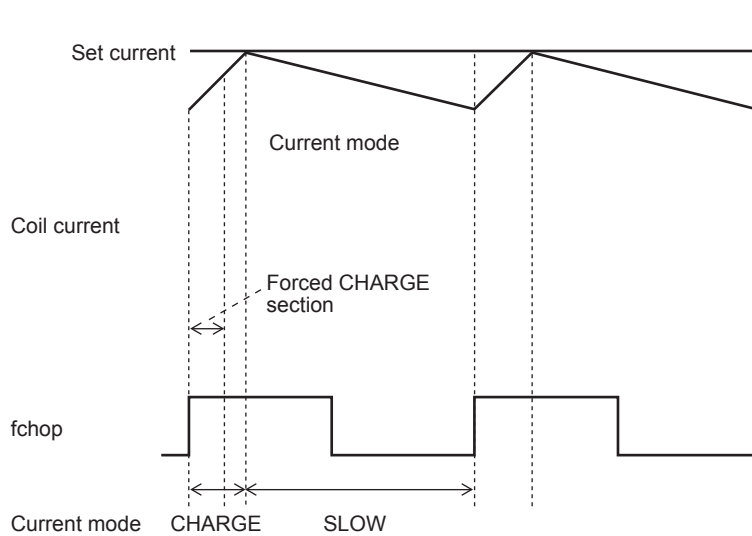 Set current
Current mode
Coil current
Forced CHARGE
section
fchop
Current mode CHARGE SLOW